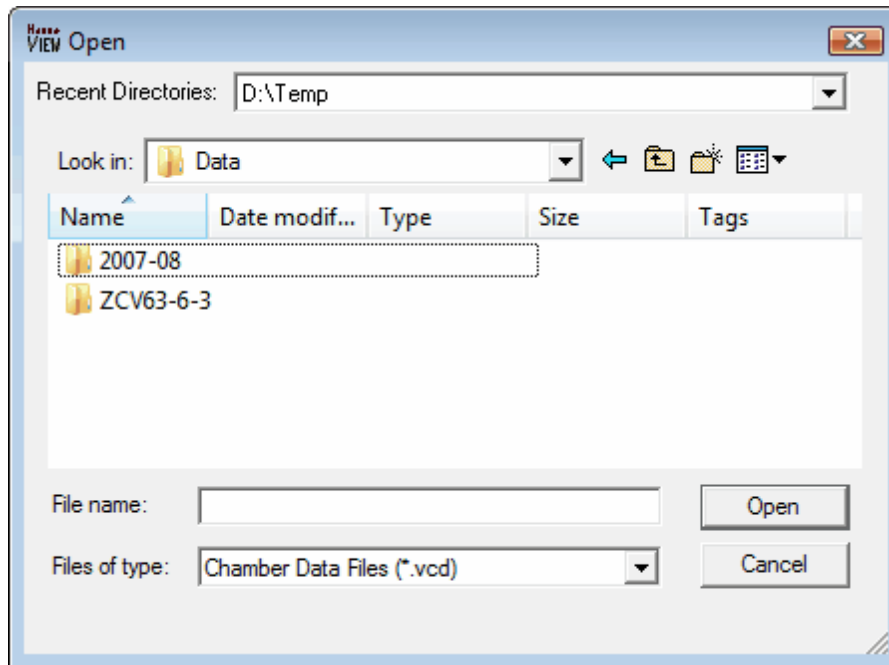 Hanna
VIEW Open
Recent Directories: D:\Temp
Look in: Data
Name Date modif... Type Size Tags
2007-08
ZCV63-6-3
File name: Open
Files of type: Chamber Data Files (*.vcd) Cancel